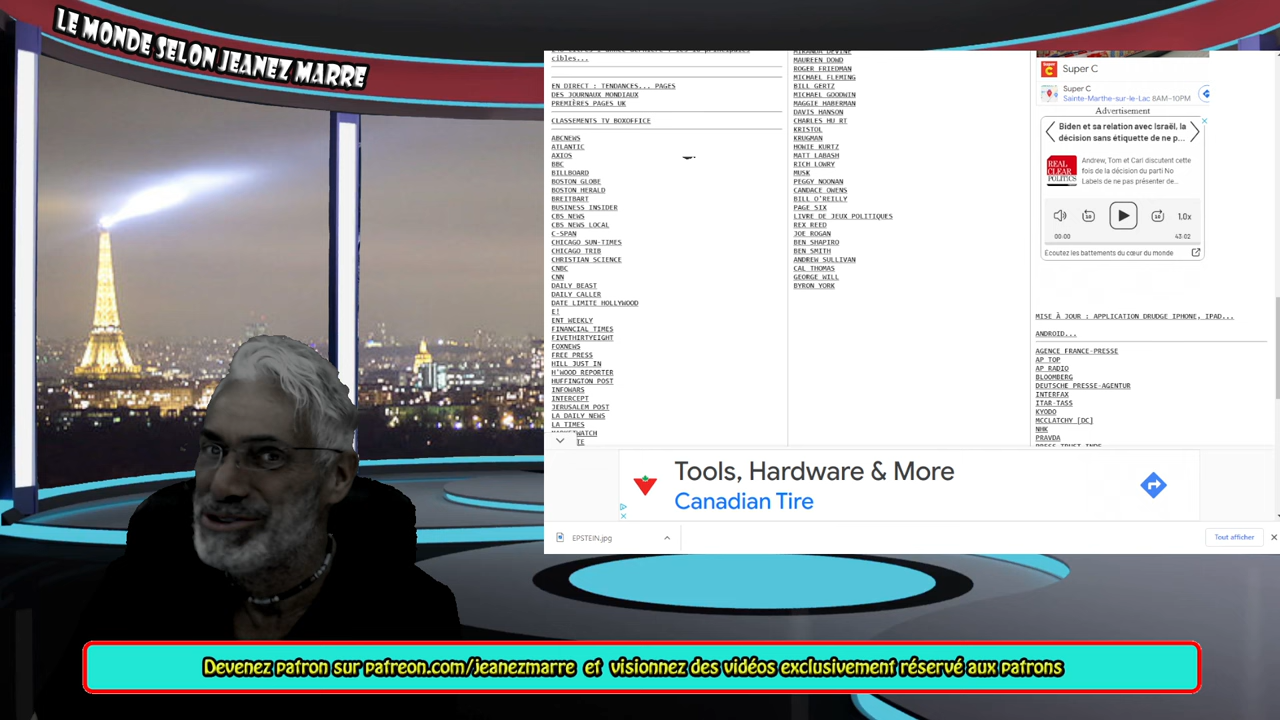 LE MONDE SELON JEANEZ MARRE
cibles...
EN DIRECT : TENDANCES... PAGES
DES JOURNAUX MONDIAUX
PREMIÈRES PAGES UK
CLASSEMENTS TV BOXOFFICE
ABCNEWS
ATLANTIC
AXIOS
BBC
BILLBOARD
BOSTON GLOBE
BOSTON HERALD
BREITBART
BUSINESS INSIDER
CBS NEWS
CBS NEWS LOCAL
C-SPAN
CHICAGO SUN-TIMES
CHICAGO TRIB
CHRISTIAN SCIENCE
CNBC
CNN
DAILY BEAST
DAILY CALLER
DATE LIMITE HOLLYWOOD
E!
ENT WEEKLY
FINANCIAL TIMES
FIVETHIRTYEIGHT
FOXNEWS
FREE PRESS
HILL JUST IN
H'WOOD REPORTER
HUFFINGTON POST
INFOWARS
INTERCEPT
JERUSALEM POST
LA DAILY NEWS
LA TIMES
MIRANDA DEVINE
MAUREEN DOWD
ROGER FRIEDMAN
MICHAEL FLEMING
BILL GERTZ
MICHAEL GOODWIN
MAGGIE HABERMAN
DAVIS HANSON
CHARLES HU RT
KRISTOL
KRUGMAN
HOWIE KURTZ
MATT LABASH
RICH LOWRY
MUSK
PEGGY NOONAN
CANDACE OWENS
BILL O'REILLY
PAGE SIX
LIVRE DE JEUX POLITIQUES
REX REED
JOE ROGAN
BEN SHAPIRO
BEN SMITH
ANDREW SULLIVAN
CAL THOMAS
GEORGE WILL
BYRON YORK
Super C
Super C
Sainte-Marthe-sur-le-Lac 8AM–10PM
Advertisement
Biden et sa relation avec Israël, la
décision sans étiquette de ne p...
REAL CLEAR POLITICS
Andrew, Tom et Carl discutent cette
fois de la décision du parti No
Labels de ne pas présenter de...
10
10
1.0x
00:00
43:02
Ecoutez les battements du cœur du monde
MISE À JOUR : APPLICATION DRUDGE IPHONE, IPAD...
ANDROID...
AGENCE FRANCE-PRESSE
AP TOP
AP RADIO
BLOOMBERG
DEUTSCHE PRESSE-AGENTUR
INTERFAX
ITAR-TASS
KYODO
MCCLATCHY [DC]
NHK
PRAVDA
Tools, Hardware & More
Canadian Tire
EPSTEIN.jpg
Tout afficher
Devenez patron sur patreon.com/jeanezmarre et visionnez des vidéos exclusivement réservé aux patrons